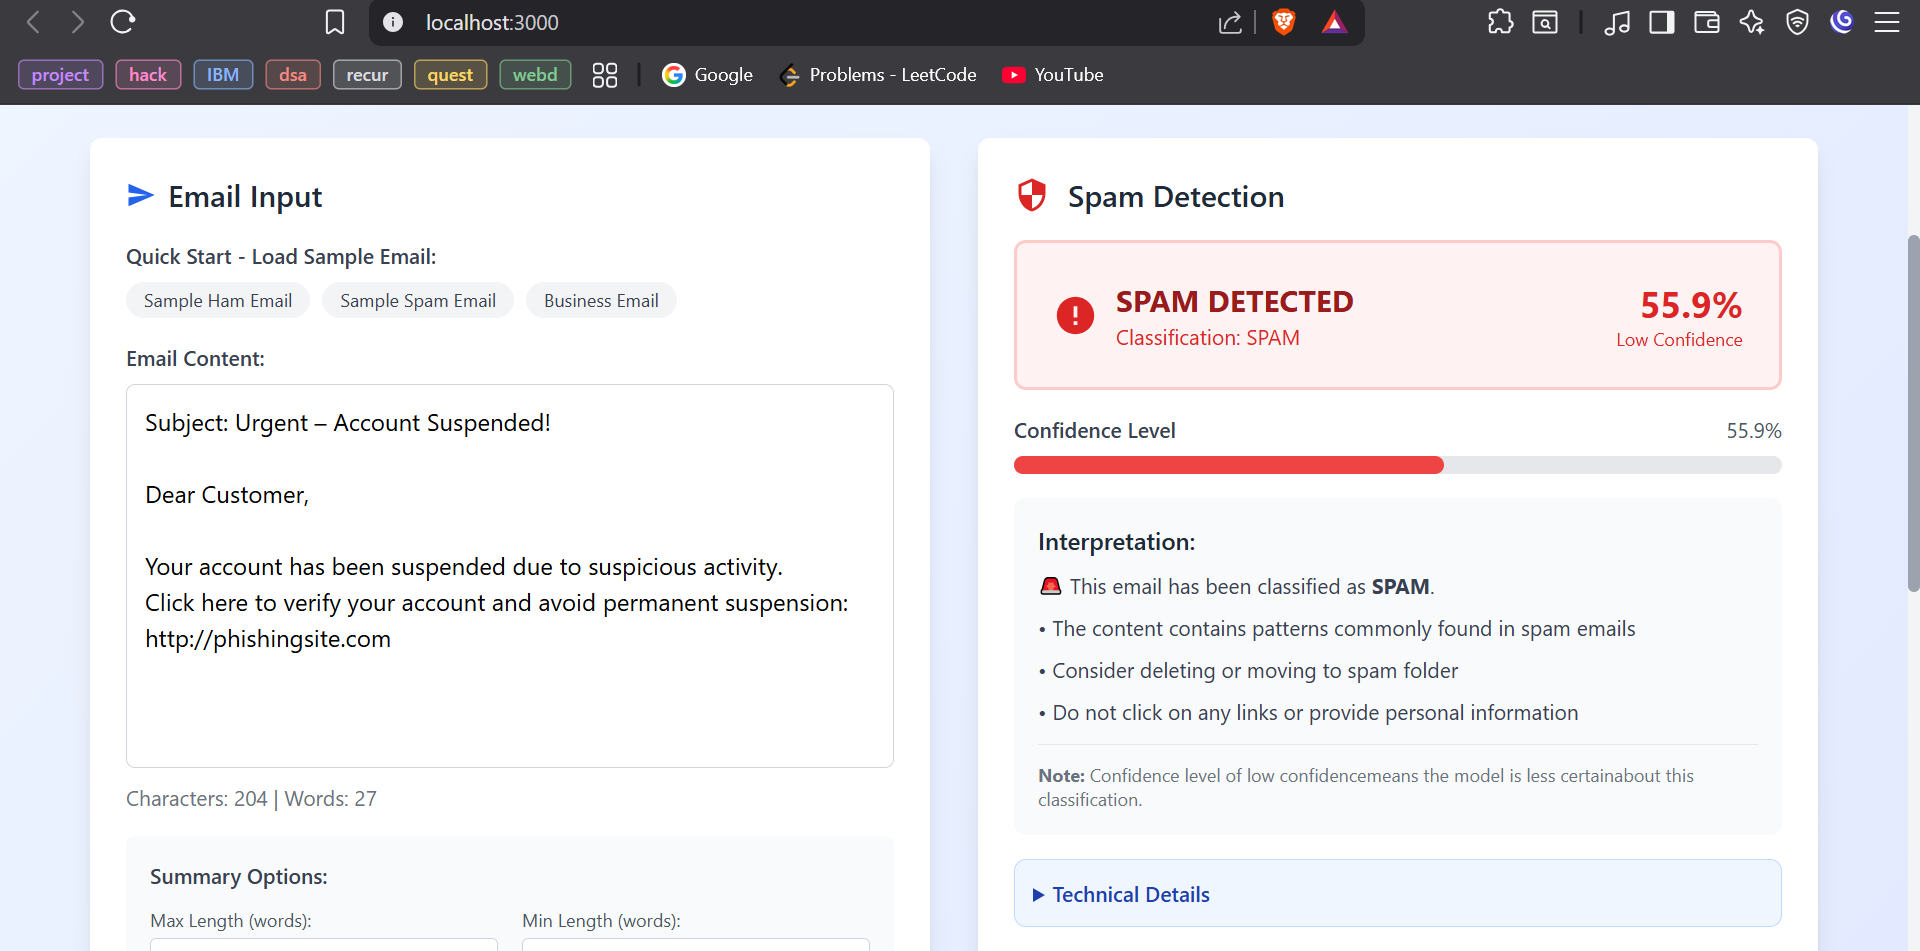 localhost:3000
project hack IBM dsa recur quest webd Google Problems - LeetCode YouTube
Email Input
Quick Start - Load Sample Email:
Sample Ham Email Sample Spam Email Business Email
Email Content:
Subject: Urgent – Account Suspended!
Dear Customer,
Your account has been suspended due to suspicious activity.
Click here to verify your account and avoid permanent suspension:
http://phishingsite.com
Characters: 204 | Words: 27
Summary Options:
Max Length (words): Min Length (words):
Spam Detection
SPAM DETECTED
Classification: SPAM
55.9%
Low Confidence
Confidence Level 55.9%
Interpretation:
🚨 This email has been classified as SPAM.
• The content contains patterns commonly found in spam emails
• Consider deleting or moving to spam folder
• Do not click on any links or provide personal information
Note: Confidence level of low confidencemeans the model is less certainabout this
classification.
▶ Technical Details